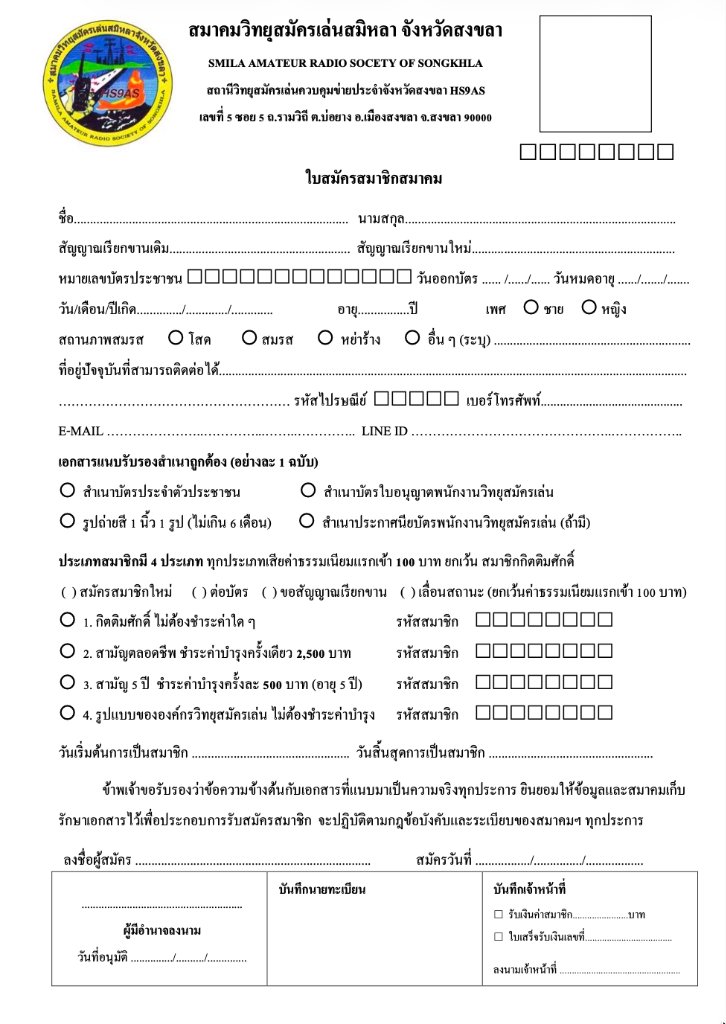 สมาคมวิทยุสมัครเล่นสมิหลาจังหวัดสงขลา
HS9AS
SAMILA AMATEUR RADIO SOCIETY OF SONGKHLA
สมาคมวิทยุสมัครเล่นสมิหลา จังหวัดสงขลา
SMILA AMATEUR RADIO SOCETY OF SONGKHLA
สถานีวิทยุสมัครเล่นควบคุมข่ายประจำจังหวัดสงขลา HS9AS
เลขที่ 5 ซอย 5 ถ.รามวิถี ต.บ่อยาง อ.เมืองสงขลา จ.สงขลา 90000
ใบสมัครสมาชิกสมาคม
ชื่อ.................................................................................... นามสกุล...................................................................................
สัญญาณเรียกขานเดิม....................................................... สัญญาณเรียกขานใหม่..............................................................
หมายเลขบัตรประชาชน □□□□□□□□□□□□□ วันออกบัตร ...... /....../...... วันหมดอายุ ....../......./.......
วัน/เดือน/ปีเกิด............../............./............. อายุ................ปี เพศ ○ ชาย ○ หญิง
สถานภาพสมรส ○ โสด ○ สมรส ○ หย่าร้าง ○ อื่น ๆ (ระบุ) ............................................................
ที่อยู่ปัจจุบันที่สามารถติดต่อได้...............................................................................................................................................
…………………………………………… รหัสไปรษณีย์ □□□□□ เบอร์โทรศัพท์...........................................
E-MAIL ………………..…………..…….………….. LINE ID …………………………………………..……………..
เอกสารแนบรับรองสำเนาถูกต้อง (อย่างละ 1 ฉบับ)
○ สำเนาบัตรประจำตัวประชาชน ○ สำเนาบัตรใบอนุญาตพนักงานวิทยุสมัครเล่น
○ รูปถ่ายสี 1 นิ้ว 1 รูป (ไม่เกิน 6 เดือน) ○ สำเนาประกาศนียบัตรพนักงานวิทยุสมัครเล่น (ถ้ามี)
ประเภทสมาชิกมี 4 ประเภท ทุกประเภทเสียค่าธรรมเนียมแรกเข้า 100 บาท ยกเว้น สมาชิกกิตติมศักดิ์
( ) สมัครสมาชิกใหม่ ( ) ต่อบัตร ( ) ขอสัญญาณเรียกขาน ( ) เลื่อนสถานะ (ยกเว้นค่าธรรมเนียมแรกเข้า 100 บาท)
○ 1. กิตติมศักดิ์ ไม่ต้องชำระค่าใด ๆ รหัสสมาชิก □□□□□□□□
○ 2. สามัญตลอดชีพ ชำระค่าบำรุงครั้งเดียว 2,500 บาท รหัสสมาชิก □□□□□□□□
○ 3. สามัญ 5 ปี ชำระค่าบำรุงครั้งละ 500 บาท (อายุ 5 ปี) รหัสสมาชิก □□□□□□□□
○ 4. รูปแบบขององค์กรวิทยุสมัครเล่น ไม่ต้องชำระค่าบำรุง รหัสสมาชิก □□□□□□□□
วันเริ่มต้นการเป็นสมาชิก ................................................ วันสิ้นสุดการเป็นสมาชิก ..................................................
ข้าพเจ้าขอรับรองว่าข้อความข้างต้นกับเอกสารที่แนบมาเป็นความจริงทุกประการ ยินยอมให้ข้อมูลและสมาคมเก็บ
รักษาเอกสารไว้เพื่อประกอบการรับสมัครสมาชิก จะปฏิบัติตามกฎข้อบังคับและระเบียบของสมาคมฯ ทุกประการ
ลงชื่อผู้สมัคร ........................................................................ สมัครวันที่ ................./.............../..................
.....................................................
ผู้มีอำนาจลงนาม
วันที่อนุมัติ ............../........./.............
บันทึกนายทะเบียน
บันทึกเจ้าหน้าที่
□ รับเงินค่าสมาชิก.......................บาท
□ ใบเสร็จรับเงินเลขที่...................................
ลงนามเจ้าหน้าที่ ................................................